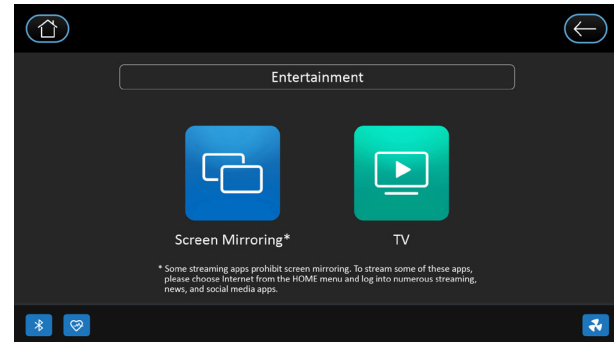 Entertainment
Screen Mirroring*
TV
* Some streaming apps prohibit screen mirroring. To stream some of these apps,
please choose Internet from the HOME menu and log into numerous streaming,
news, and social media apps.